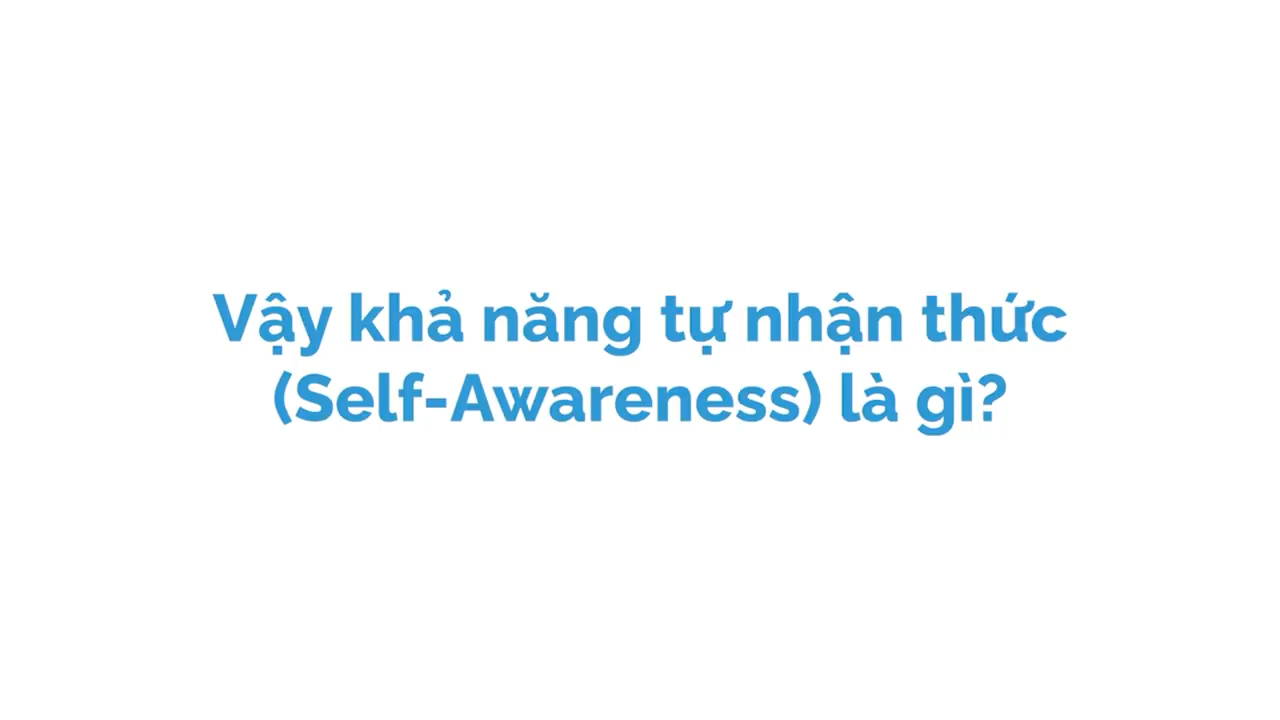 Vậy khả năng tự nhận thức
(Self-Awareness) là gì?